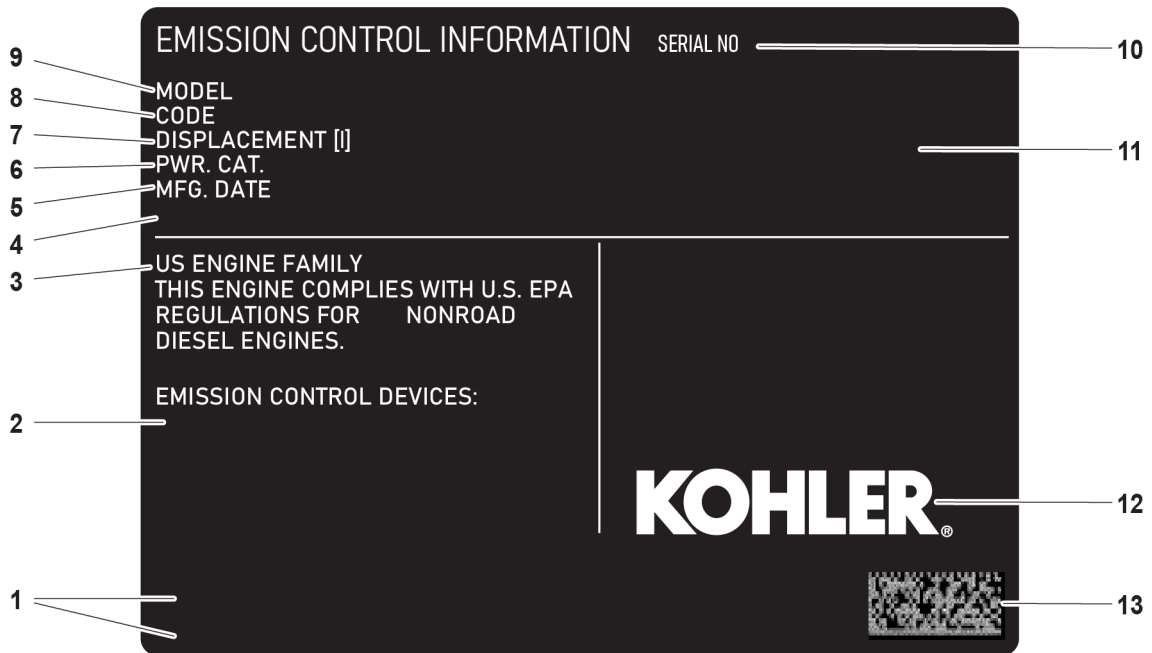 EMISSION CONTROL INFORMATION SERIAL NO 10
9 MODEL
8 CODE
7 DISPLACEMENT [l] 11
6 PWR. CAT.
5 MFG. DATE
4
3 US ENGINE FAMILY
THIS ENGINE COMPLIES WITH U.S. EPA
REGULATIONS FOR NONROAD
DIESEL ENGINES.
EMISSION CONTROL DEVICES:
2
KOHLER® 12
1 13